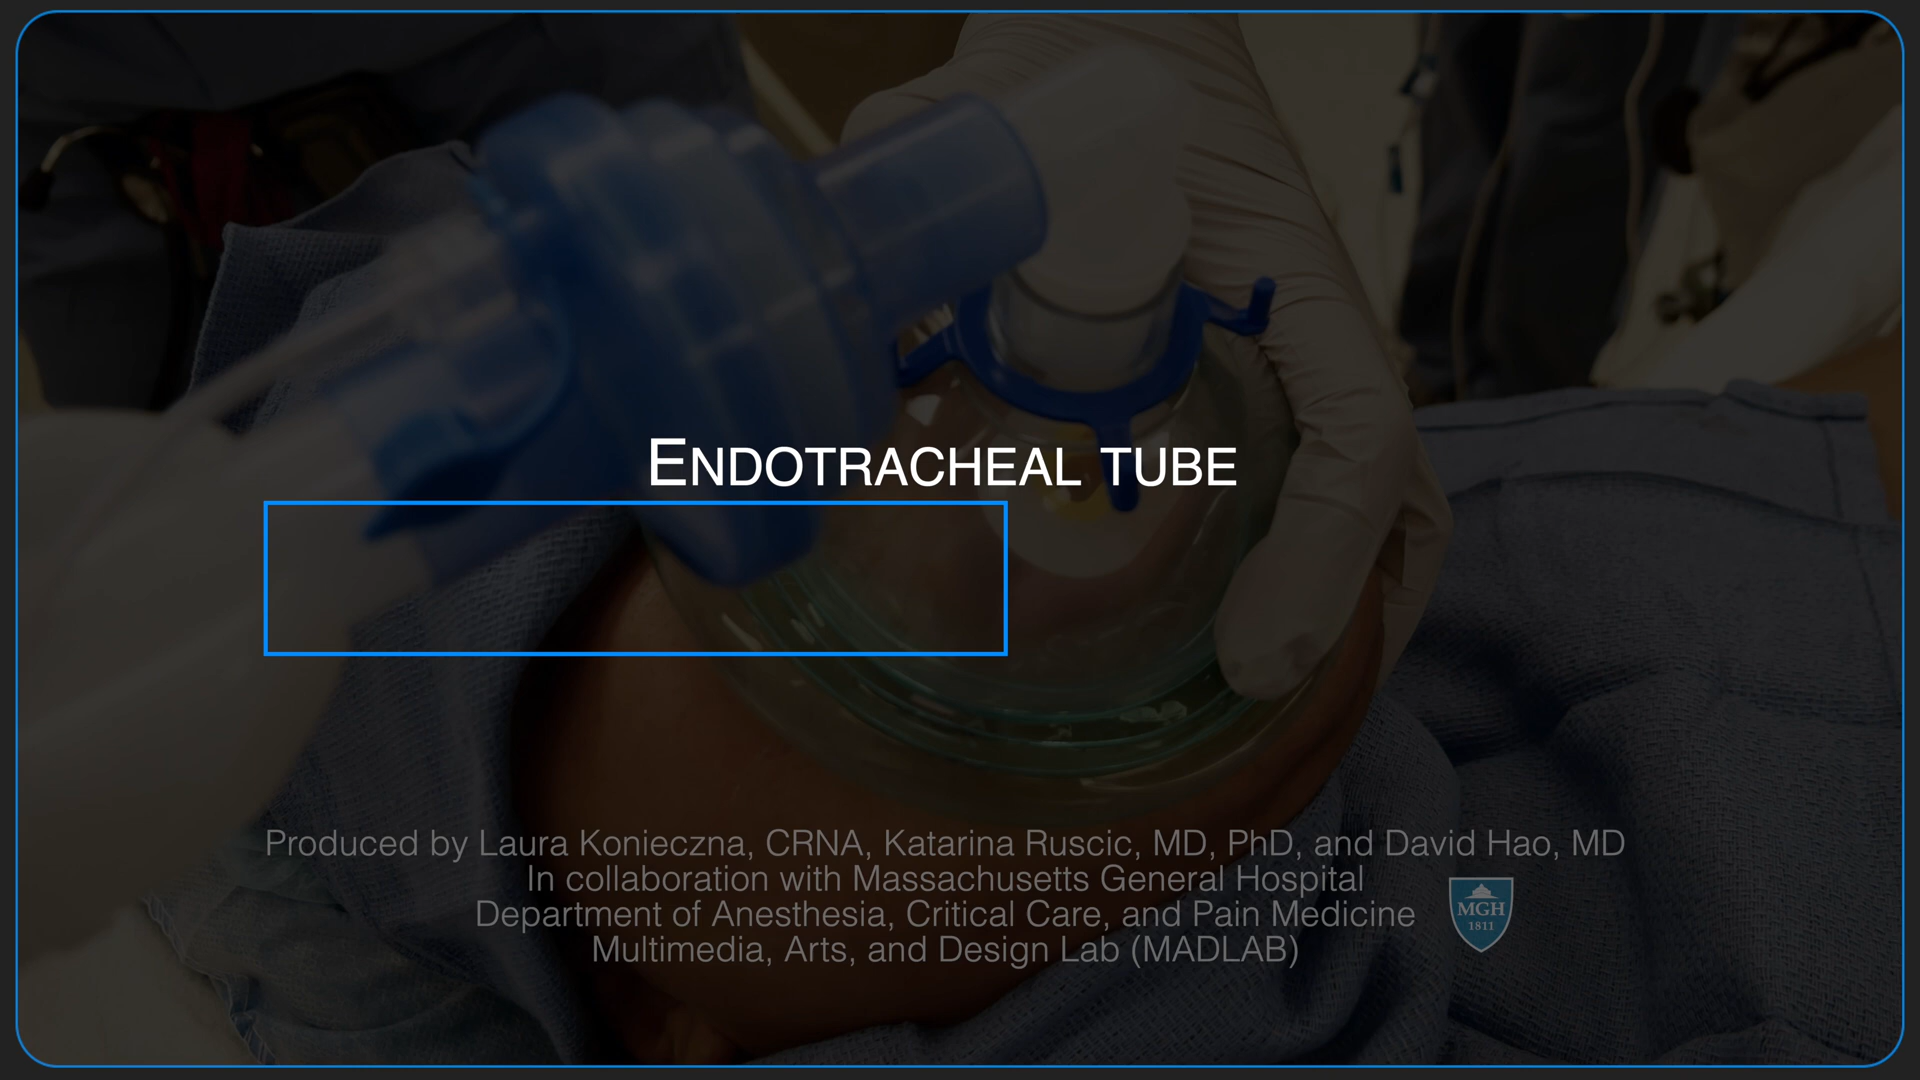 ENDOTRACHEAL TUBE
Produced by Laura Konieczna, CRNA, Katarina Ruscic, MD, PhD, and David Hao, MD
In collaboration with Massachusetts General Hospital
Department of Anesthesia, Critical Care, and Pain Medicine
Multimedia, Arts, and Design Lab (MADLAB)
MGH
1811